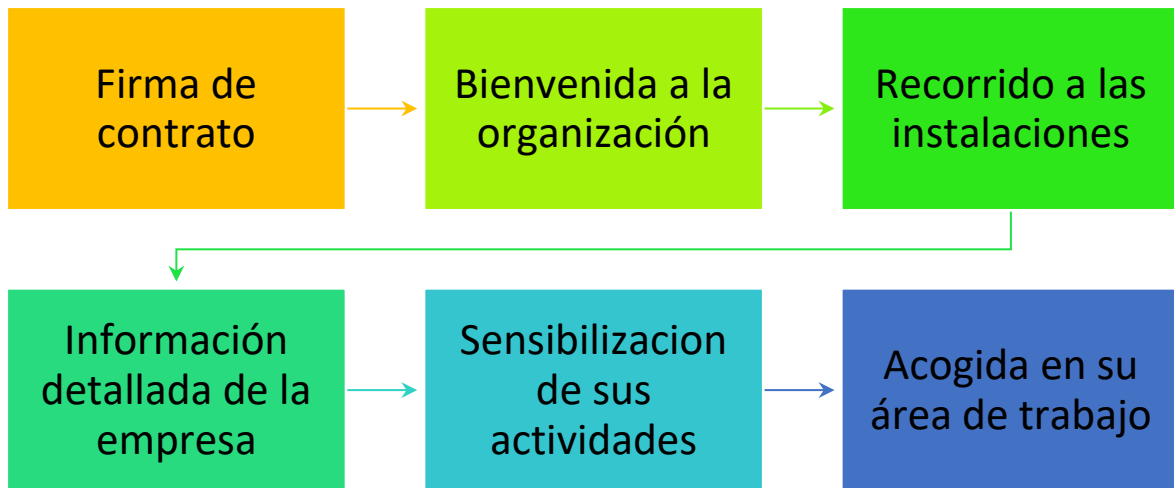 Firma de
contrato
Bienvenida a la
organización
Recorrido a las
instalaciones
Información
detallada de la
empresa
Sensibilizacion
de sus
actividades
Acogida en su
área de trabajo